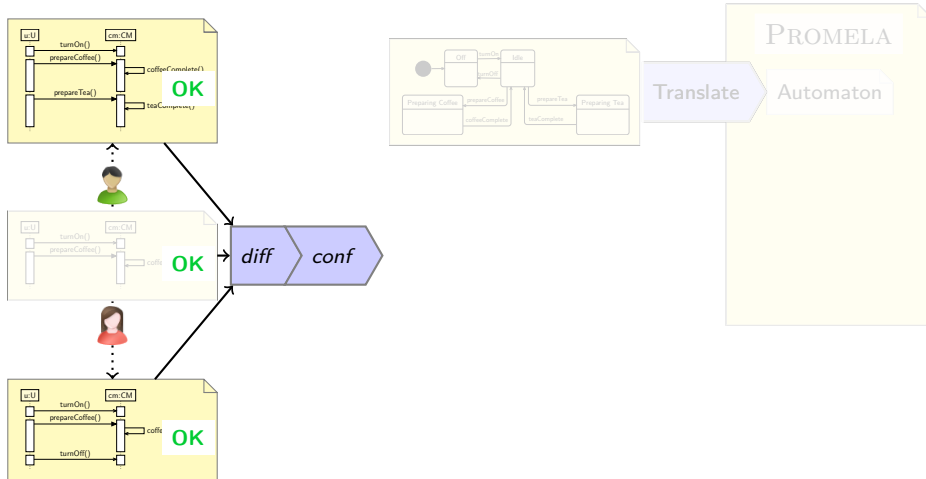 u:U
cm:CM
turnOn()
prepareCoffee()
coffeeComplete()
OK
prepareTea()
teaComplete()
u:U
cm:CM
turnOn()
prepareCoffee()
OK
u:U
cm:CM
turnOn()
prepareCoffee()
OK
turnOff()
diff
conf
Off
turnOn
Idle
turnOff
Preparing Coffee
prepareCoffee
coffeeComplete
prepareTea
teaComplete
Preparing Tea
Translate
PROMELA
Automaton